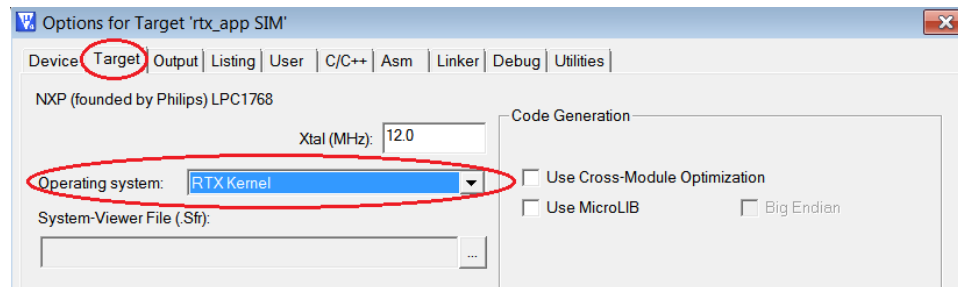 Options for Target 'rtx_app SIM'
Device Target Output Listing User C/C++ Asm Linker Debug Utilities
NXP (founded by Philips) LPC1768
Xtal (MHz): 12.0
Operating system: RTX Kernel
System-Viewer File (.Sfr):
...
Code Generation
Use Cross-Module Optimization
Use MicroLIB Big Endian